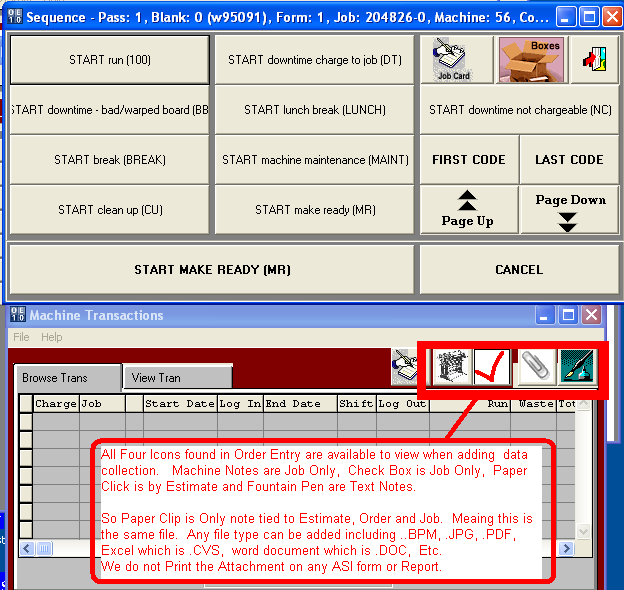 Sequence - Pass: 1, Blank: 0 (w95091), Form: 1, Job: 204826-0, Machine: 56, Co...
START run (100)
START downtime charge to job (DT)
Job Card
Boxes
START downtime - bad/warped board (BB
START lunch break (LUNCH)
START downtime not chargeable (NC)
START break (BREAK)
START machine maintenance (MAINT)
FIRST CODE
LAST CODE
START clean up (CU)
START make ready (MR)
Page Up
Page Down
START MAKE READY (MR)
CANCEL
Machine Transactions
File Help
Browse Trans
View Tran
Charge Job Start Date Log In End Date Shift Log Out Run Waste Tot
All Four Icons found in Order Entry are available to view when adding data
collection. Machine Notes are Job Only, Check Box is Job Only, Paper
Click is by Estimate and Fountain Pen are Text Notes.
So Paper Clip is Only note tied to Estimate, Order and Job. Meaing this is
the same file. Any file type can be added including ..BPM, .JPG, .PDF,
Excel which is .CVS, word document which is .DOC, Etc.
We do not Print the Attachment on any ASI form or Report.